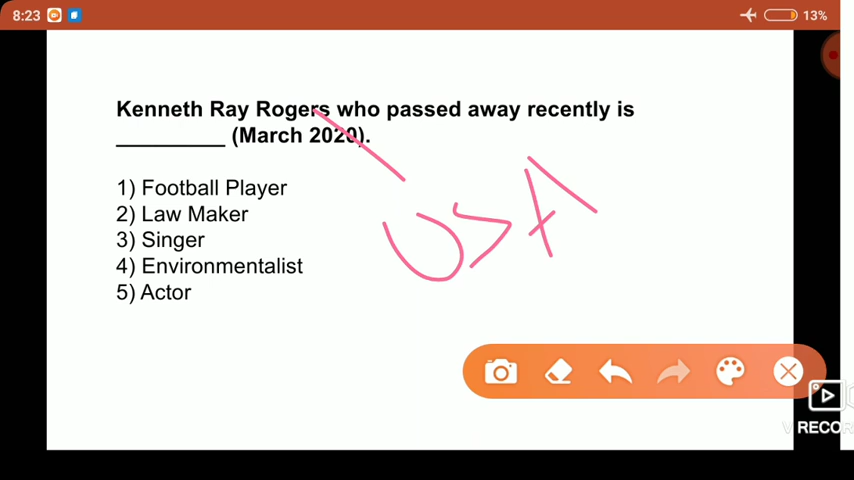 8:23
13%
Kenneth Ray Rogers who passed away recently is
__________ (March 2020).
USA
1) Football Player
2) Law Maker
3) Singer
4) Environmentalist
5) Actor
V RECOR